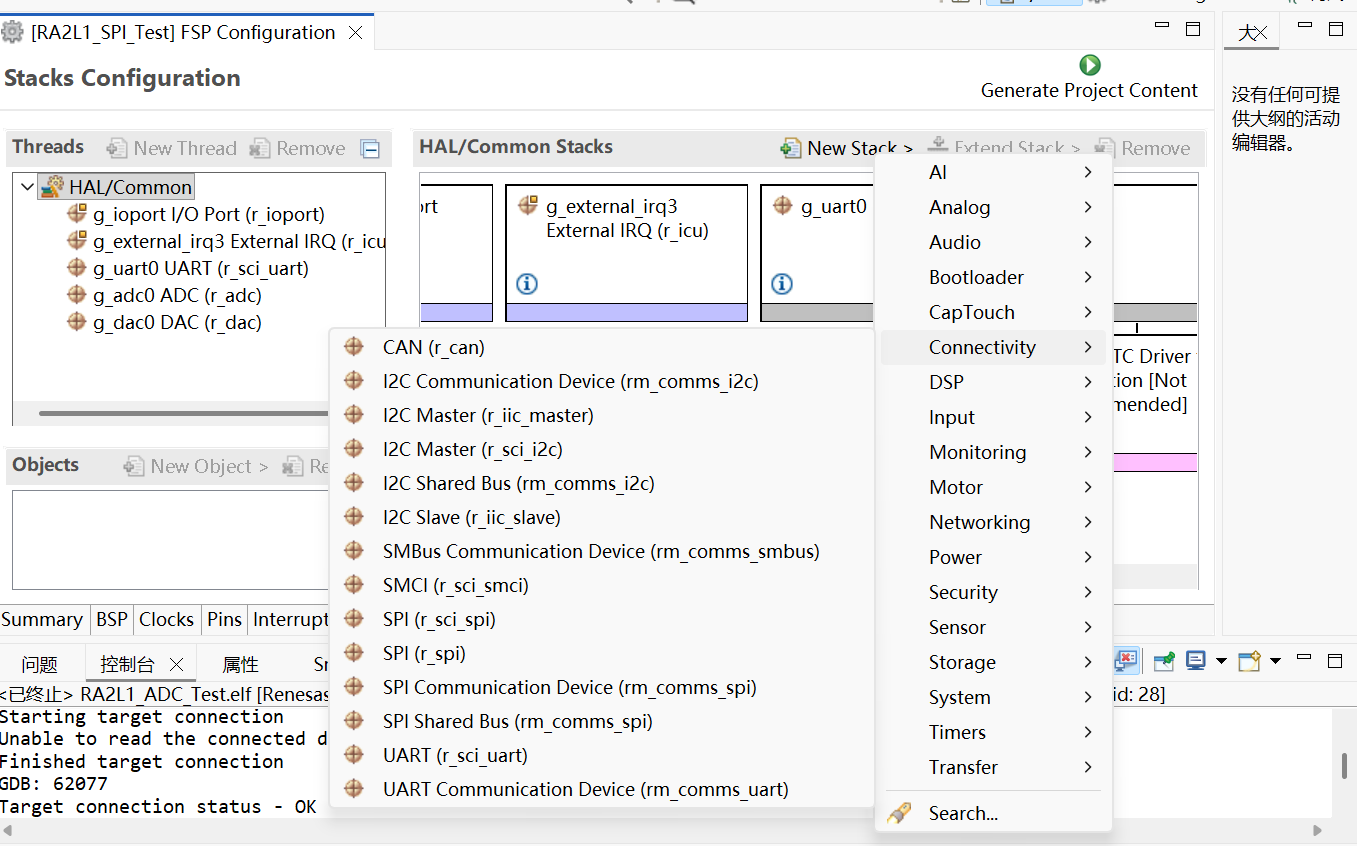 [RA2L1_SPI_Test] FSP Configuration
大
Stacks Configuration
Generate Project Content
没有任何可提
供大纲的活动
编辑器。
Threads
New Thread
Remove
HAL/Common Stacks
New Stack >
Extend Stack >
Remove
HAL/Common
g_ioport I/O Port (r_ioport)
g_external_irq3 External IRQ (r_icu
g_uart0 UART (r_sci_uart)
g_adc0 ADC (r_adc)
g_dac0 DAC (r_dac)
ort
g_external_irq3
External IRQ (r_icu)
g_uart0
TC Driver
tion [Not
mended]
AI
Analog
Audio
Bootloader
CapTouch
Connectivity
DSP
Input
Monitoring
Motor
Networking
Power
Security
Sensor
Storage
System
Timers
Transfer
Search...
CAN (r_can)
I2C Communication Device (rm_comms_i2c)
I2C Master (r_iic_master)
I2C Master (r_sci_i2c)
I2C Shared Bus (rm_comms_i2c)
I2C Slave (r_iic_slave)
SMBus Communication Device (rm_comms_smbus)
SMCI (r_sci_smci)
SPI (r_sci_spi)
SPI (r_spi)
SPI Communication Device (rm_comms_spi)
SPI Shared Bus (rm_comms_spi)
UART (r_sci_uart)
UART Communication Device (rm_comms_uart)
Objects
New Object >
Re
Summary
BSP
Clocks
Pins
Interrupt
问题
控制台
属性
Sr
<已终止> RA2L1_ADC_Test.elf [Renesas
id: 28]
Starting target connection
Unable to read the connected d
Finished target connection
GDB: 62077
Target connection status - OK